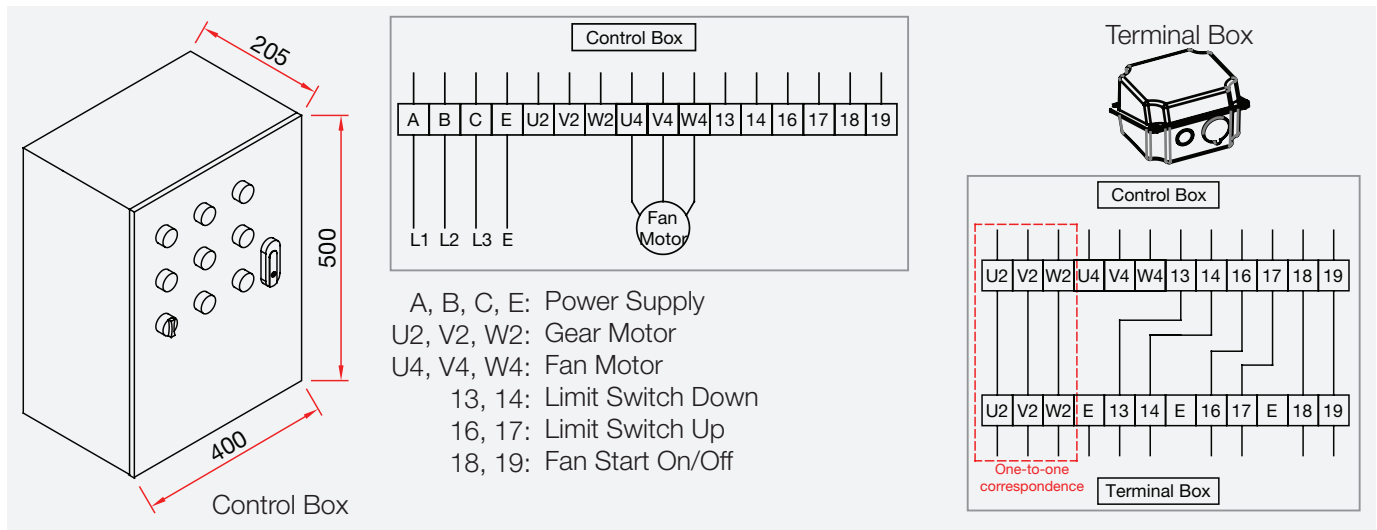 205
500
400
Control Box
Control Box
A B C E U2 V2 W2 U4 V4 W4 13 14 16 17 18 19
Fan
Motor
L1 L2 L3 E
A, B, C, E: Power Supply
U2, V2, W2: Gear Motor
U4, V4, W4: Fan Motor
13, 14: Limit Switch Down
16, 17: Limit Switch Up
18, 19: Fan Start On/Off
Terminal Box
Control Box
U2 V2 W2 U4 V4 W4 13 14 16 17 18 19
U2 V2 W2 E 13 14 E 16 17 E 18 19
One-to-one
correspondence
Terminal Box